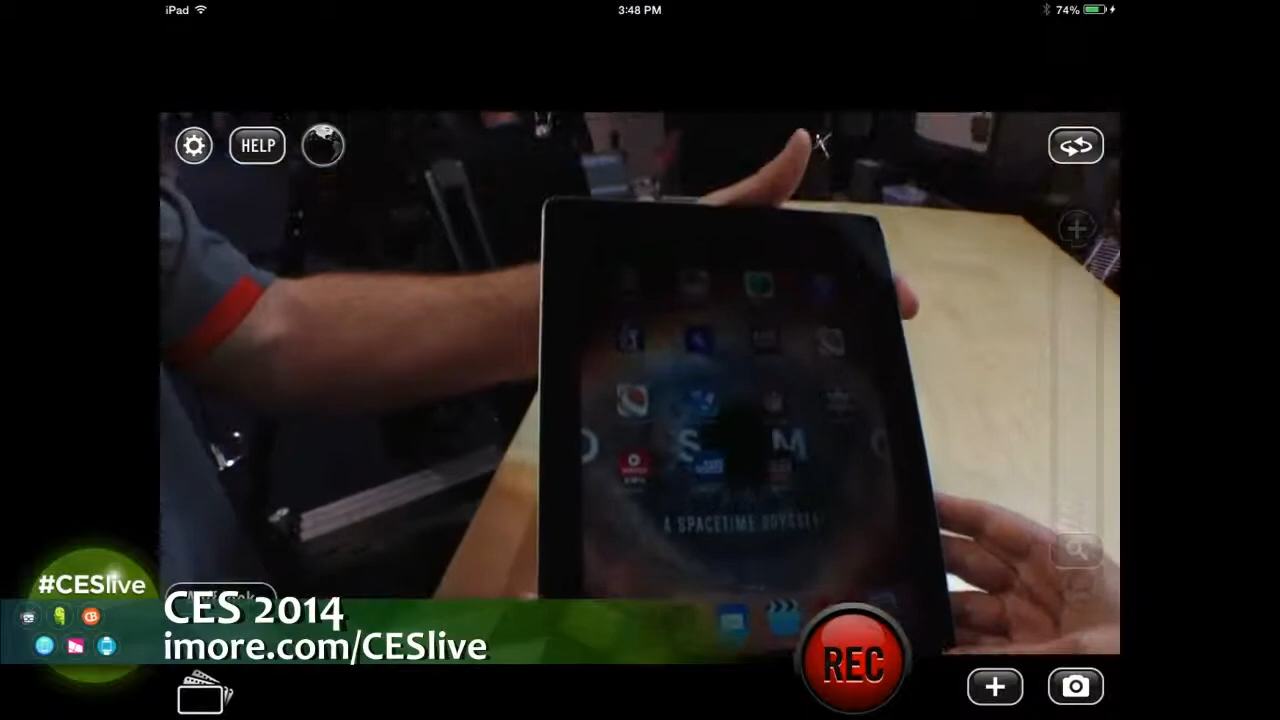 iPad 3:48 PM 74%
HELP
A SPACETIME ODYSSEY
#CESlive
CES 2014
imore.com/CESlive
REC